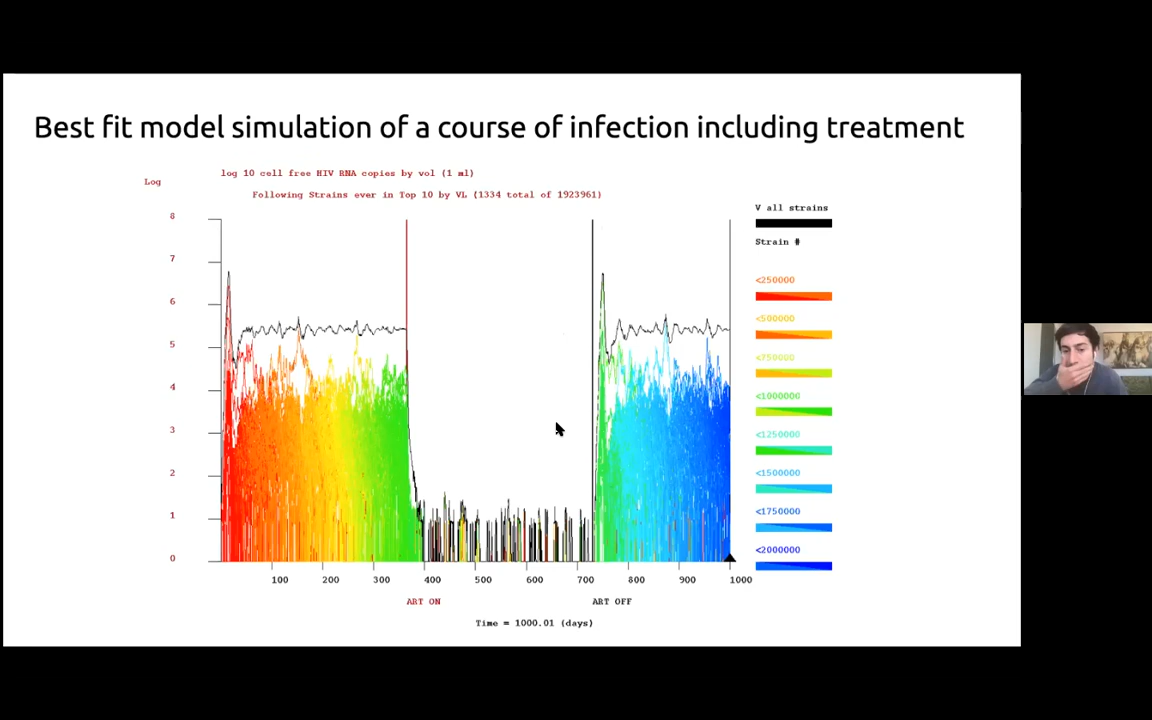 Best fit model simulation of a course of infection including treatment
log 10 cell free HIV RNA copies by vol (1 ml)
Log
Following Strains ever in Top 10 by VL (1334 total of 1923961)
V all strains
Strain #
8
7
6
5
4
3
2
1
0
<250000
<500000
<750000
<1000000
<1250000
<1500000
<1750000
<2000000
100 200 300 400 500 600 700 800 900 1000
ART ON ART OFF
Time = 1000.01 (days)